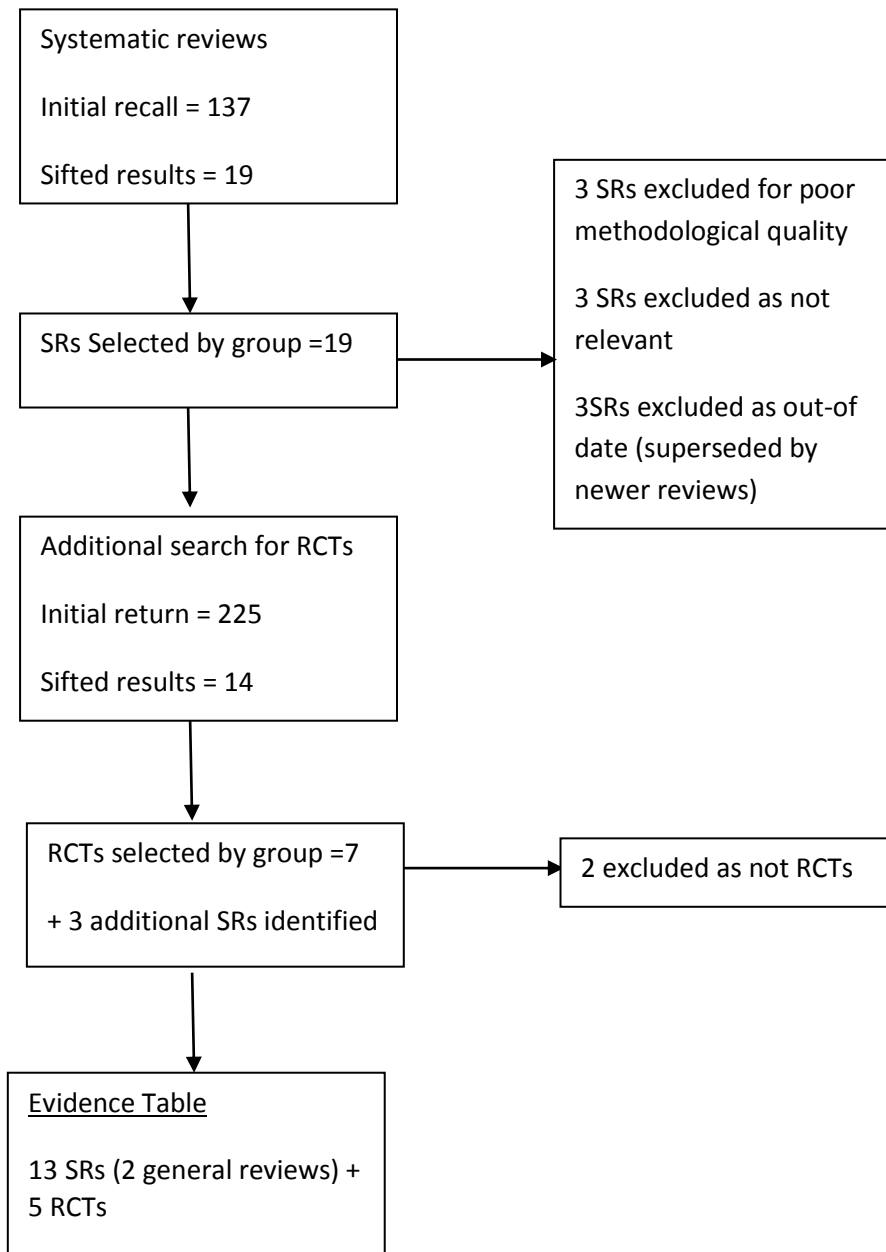 Systematic reviews
Initial recall = 137
Sifted results = 19
3 SRs excluded for poor
methodological quality
3 SRs excluded as not
relevant
3SRs excluded as out-of
date (superseded by
newer reviews)
SRs Selected by group =19
Additional search for RCTs
Initial return = 225
Sifted results = 14
RCTs selected by group =7
+ 3 additional SRs identified
2 excluded as not RCTs
Evidence Table
13 SRs (2 general reviews) +
5 RCTs